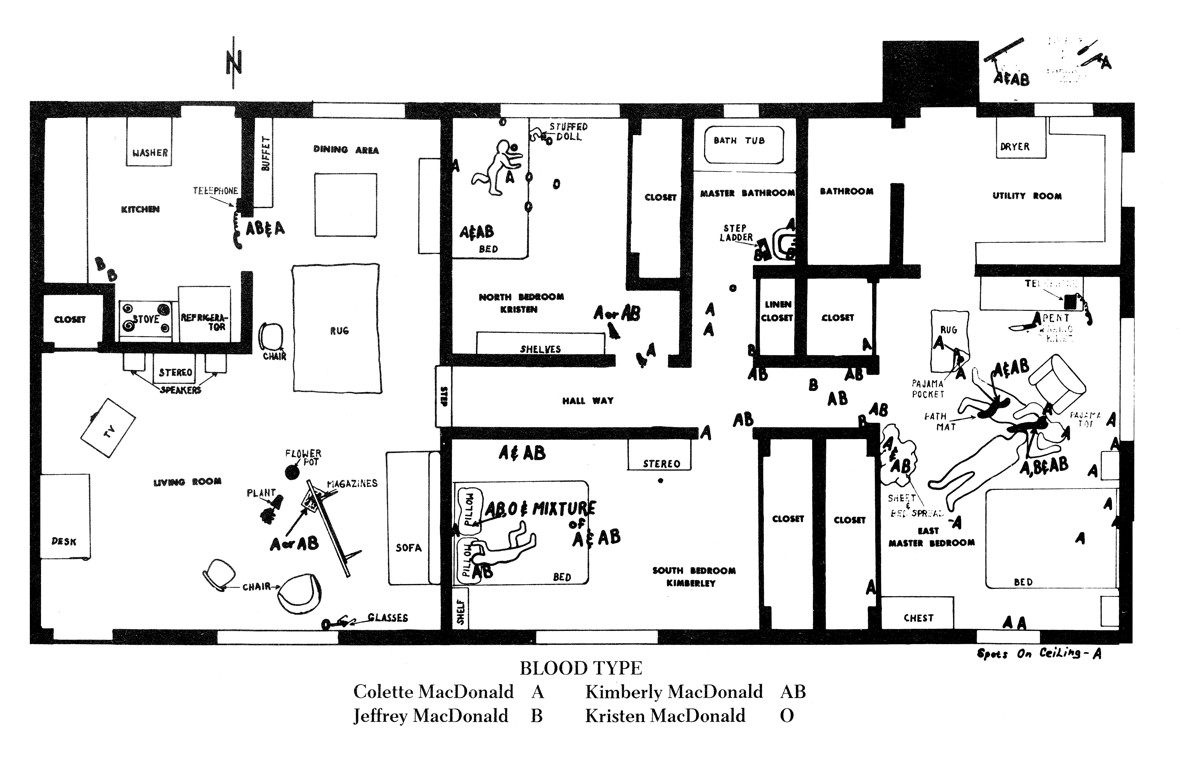 N
A&AB
A
WASHER
BUFFET
DINING AREA
TELEPHONE
KITCHEN
AB&A
B
B
CLOSET
STOVE
REFRIGERA-
TOR
CHAIR
RUG
STEREO
SPEAKERS
TV
FLOWER
POT
PLANT
MAGAZINES
LIVING ROOM
A or AB
DESK
SOFA
CHAIR
GLASSES
STUFFED
DOLL
A
A
A&AB
BED
NORTH BEDROOM
KRISTEN
A or AB
A
SHELVES
CLOSET
BATH TUB
MASTER BATHROOM
STEP
LADDER
A
B
B
A
A
LINEN
CLOSET
B
AB
BATHROOM
CLOSET
A
DRYER
UTILITY ROOM
STEP
HALL WAY
B
AB
AB
AB
AB
B
A
A & AB
STEREO
PILLOW
A
AB O & MIXTURE
of
A & AB
PILLOW
AB
BED
SHELF
SOUTH BEDROOM
KIMBERLEY
CLOSET
CLOSET
A
RUG
A
A
PAJAMA
POCKET
A
A&AB
BATH
MAT
A
A
A
A
A
A,B&AB
A
&
AB
SHEET
&
BED SPREAD
-A
EAST
MASTER BEDROOM
A
A
A
BED
CHEST
A A
Spots On Ceiling - A
BLOOD TYPE
Colette MacDonald A Kimberly MacDonald AB
Jeffrey MacDonald B Kristen MacDonald O